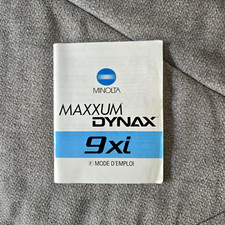 MINOLTA
MAXXUM
DYNAX
9xi
F MODE D'EMPLOI